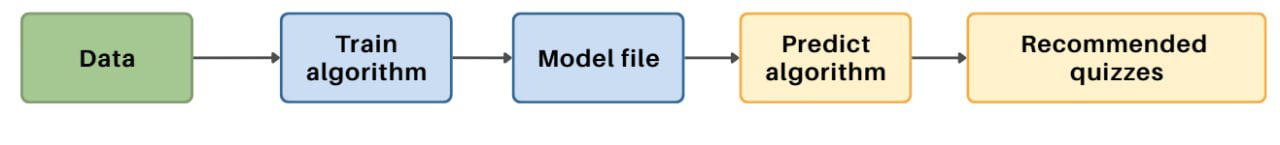 Data
Train
algorithm
Model file
Predict
algorithm
Recommended
quizzes